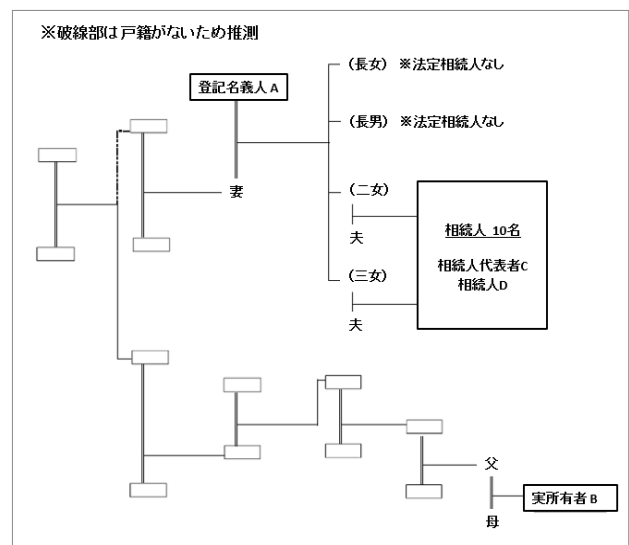 ※破線部は戸籍がないため推測
(長女) ※法定相続人なし
登記名義人 A
(長男) ※法定相続人なし
妻
(二女)
夫
相続人 10名
相続人代表者C
相続人D
(三女)
夫
父
実所有者 B
母